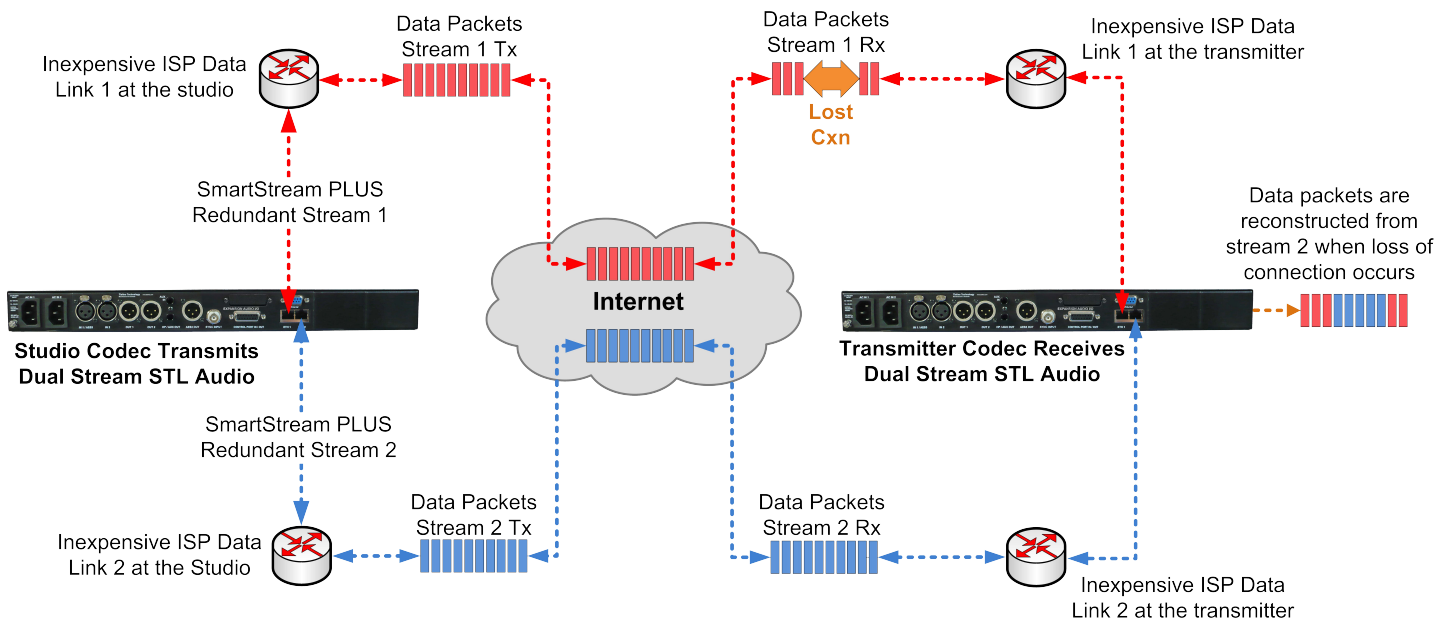 Data Packets
Stream 1 Tx
Data Packets
Stream 1 Rx
Inexpensive ISP Data
Link 1 at the transmitter
Inexpensive ISP Data
Link 1 at the studio
Lost
Cxn
SmartStream PLUS
Redundant Stream 1
Data packets are
reconstructed from
stream 2 when loss of
connection occurs
Internet
EXPANSION AUDIO I/O
EXPANSION AUDIO I/O
Studio Codec Transmits
Dual Stream STL Audio
Transmitter Codec Receives
Dual Stream STL Audio
SmartStream PLUS
Redundant Stream 2
Data Packets
Stream 2 Tx
Data Packets
Stream 2 Rx
Inexpensive ISP Data
Link 2 at the Studio
Inexpensive ISP Data
Link 2 at the transmitter